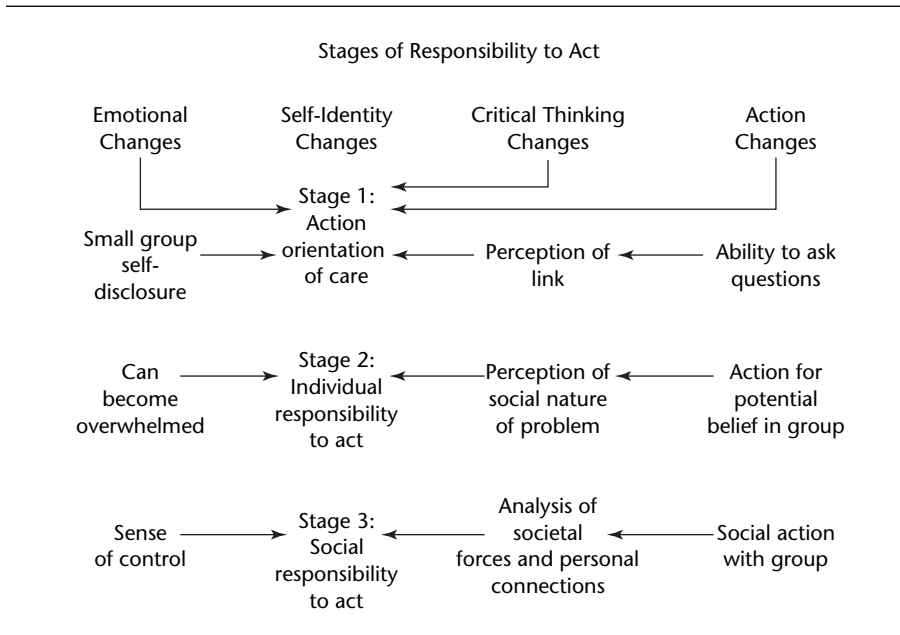 Stages of Responsibility to Act
Emotional
Changes
Self-Identity
Changes
Critical Thinking
Changes
Action
Changes
Stage 1:
Action
orientation
of care
Small group
self-
disclosure
Perception of
link
Ability to ask
questions
Can
become
overwhelmed
Stage 2:
Individual
responsibility
to act
Perception of
social nature
of problem
Action for
potential
belief in group
Sense
of control
Stage 3:
Social
responsibility
to act
Analysis of
societal
forces and personal
connections
Social action
with group